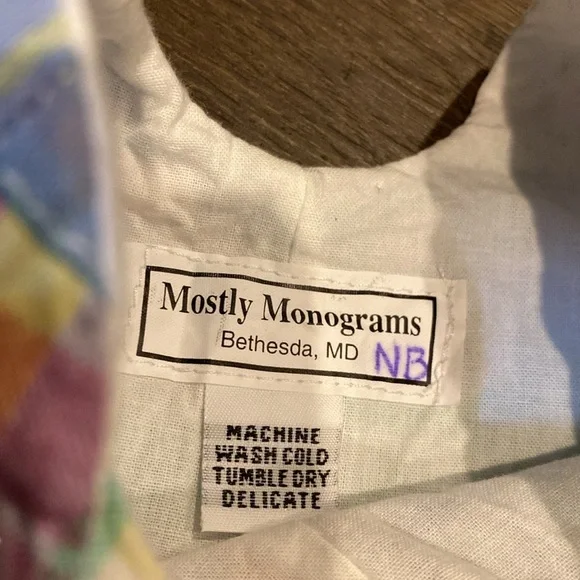 Mostly Monograms
Bethesda, MD NB
MACHINE
WASH COLD
TUMBLE DRY
DELICATE